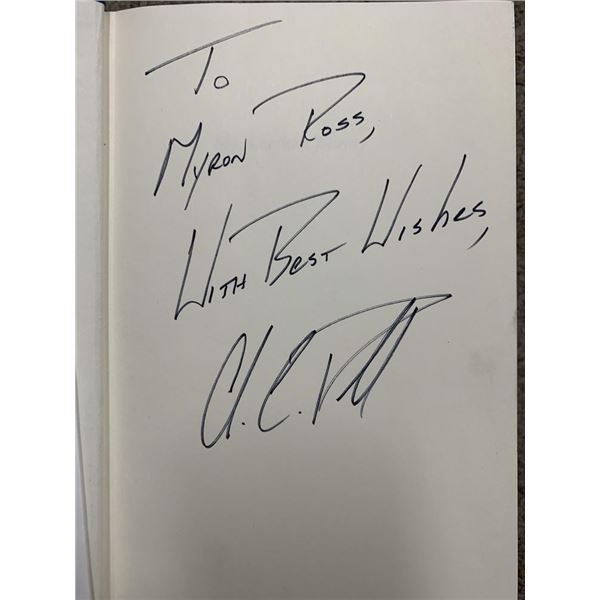 To
Myron Ross,
With Best Wishes,